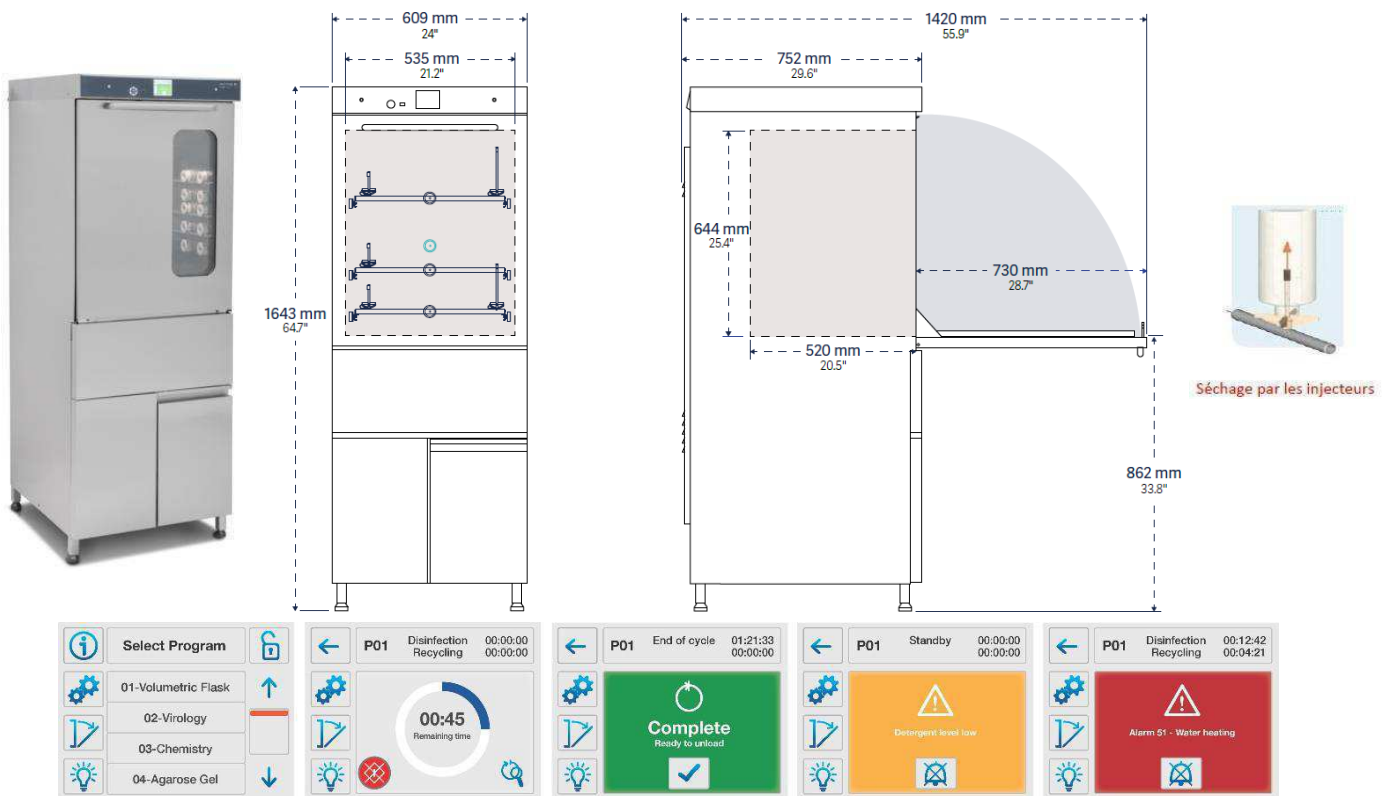 609 mm
24"
535 mm
21.2"
1643 mm
64.7"
1420 mm
55.9"
752 mm
29.6"
644 mm
25.4"
730 mm
28.7"
520 mm
20.5"
862 mm
33.8"
Séchage par les injecteurs
Select Program
01-Volumetric Flask
02-Virology
03-Chemistry
04-Agarose Gel
P01
Disinfection 00:00:00
Recycling 00:00:00
00:45
Remaining time
P01
End of cycle 01:21:33
00:00:00
Complete
Ready to unload
P01
Standby 00:00:00
00:00:00
Detergent level low
P01
Disinfection 00:12:42
Recycling 00:04:21
Alarm 51 - Water heating